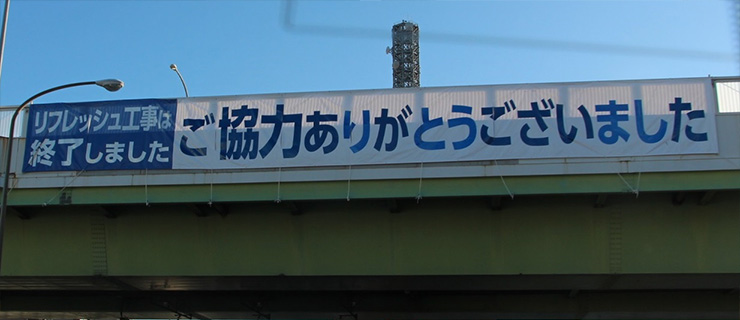 リフレッシュ工事は
終了しました
ご協力ありがとうございました